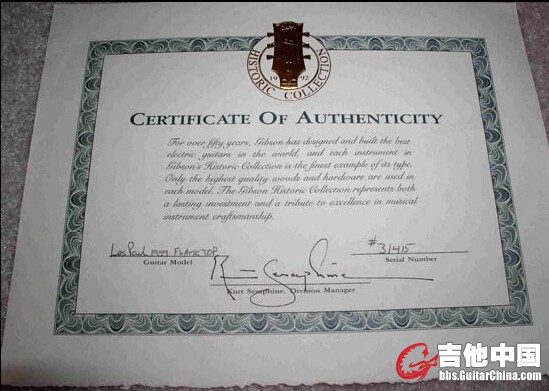 HISTORIC COLLECTION
19 92
CERTIFICATE OF AUTHENTICITY
For over fifty years, Gibson has designed and built the best
electric guitars in the world, and each instrument in
Gibson's Historic Collection is the finest example of its type.
Only the highest quality woods and hardware are used in
each model. The Gibson Historic Collection represents both
a lasting investment and a tribute to excellence in musical
instrument craftsmanship.
Les Paul 1959 FLAMETOP
#31415
Guitar Model
Serial Number
Kurt Seraphine, Division Manager
吉他中国
bbs.GuitarChina.com